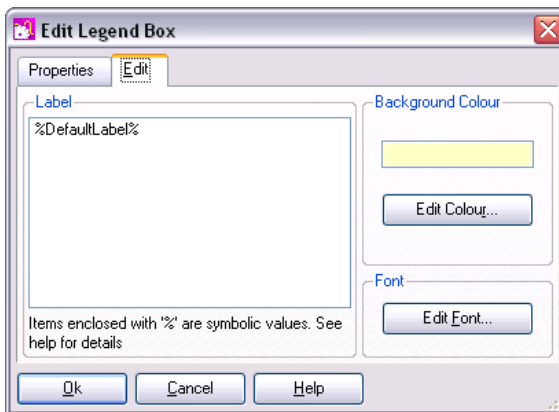 Edit Legend Box
Properties
Edit
Label
Background Colour
%DefaultLabel%
Edit Colour...
Font
Edit Font...
Items enclosed with '%' are symbolic values. See
help for details
Ok
Cancel
Help